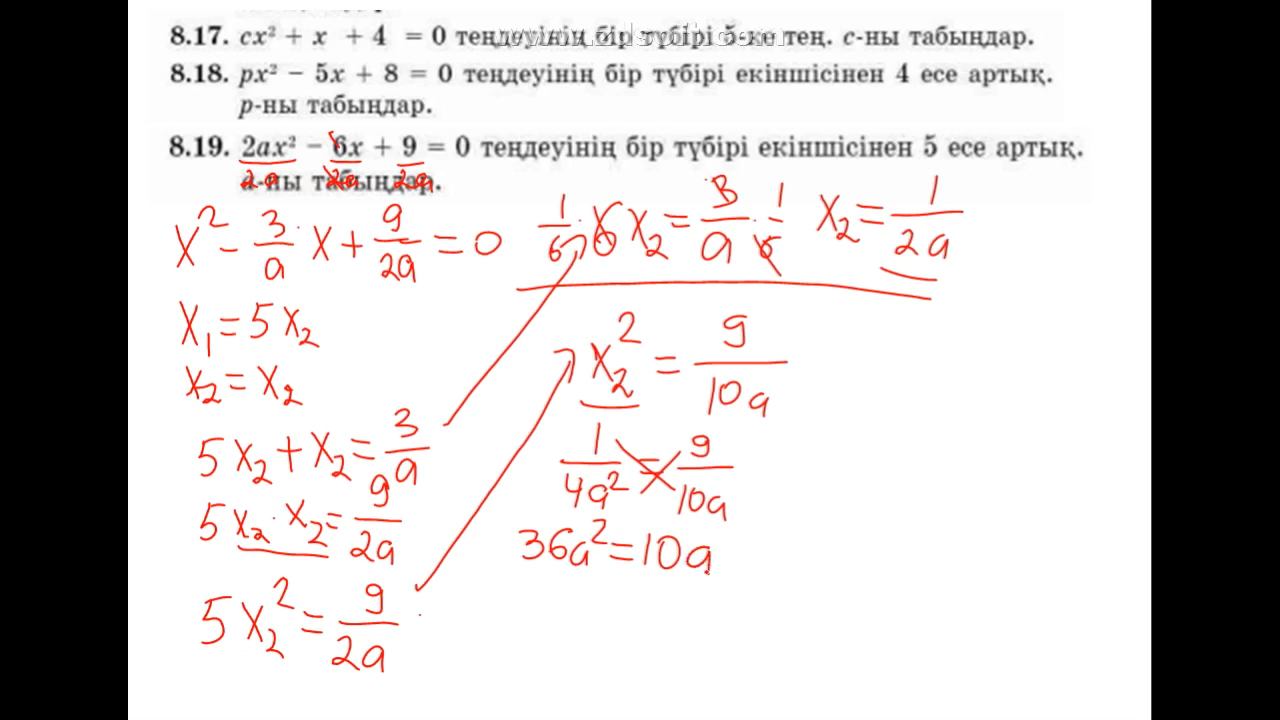 8.17. cx² + x + 4 = 0 теңдеуінің бір түбірі 5-ке тең. c-ны табыңдар.
8.18. px² − 5x + 8 = 0 теңдеуінің бір түбірі екіншісінен 4 есе артық.
p-ны табыңдар.
8.19. 2ax² − 6x + 9 = 0 теңдеуінің бір түбірі екіншісінен 5 есе артық.
2a 2a 2a
a-ны табыңдар.
x² − 3/a · x + 9/2a = 0
x₁ = 5x₂
x₂ = x₂
5x₂ + x₂ = 3/a
5x₂ · x₂ = 9/2a
5x₂² = 9/2a
1/6 · 6x₂ = 3/a · 1/6 x₂ = 1/2a
x₂² = 9/10a
1/4a² = 9/10a
36a² = 10a